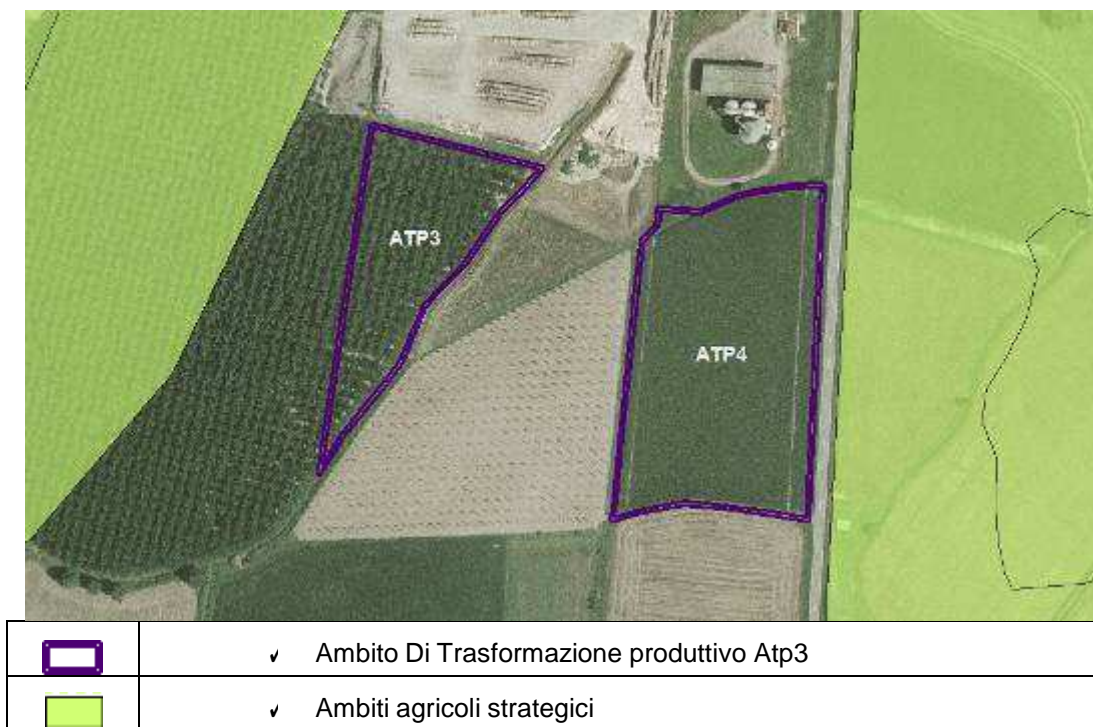 ATP3
ATP4
✓ Ambito Di Trasformazione produttivo Atp3
✓ Ambiti agricoli strategici